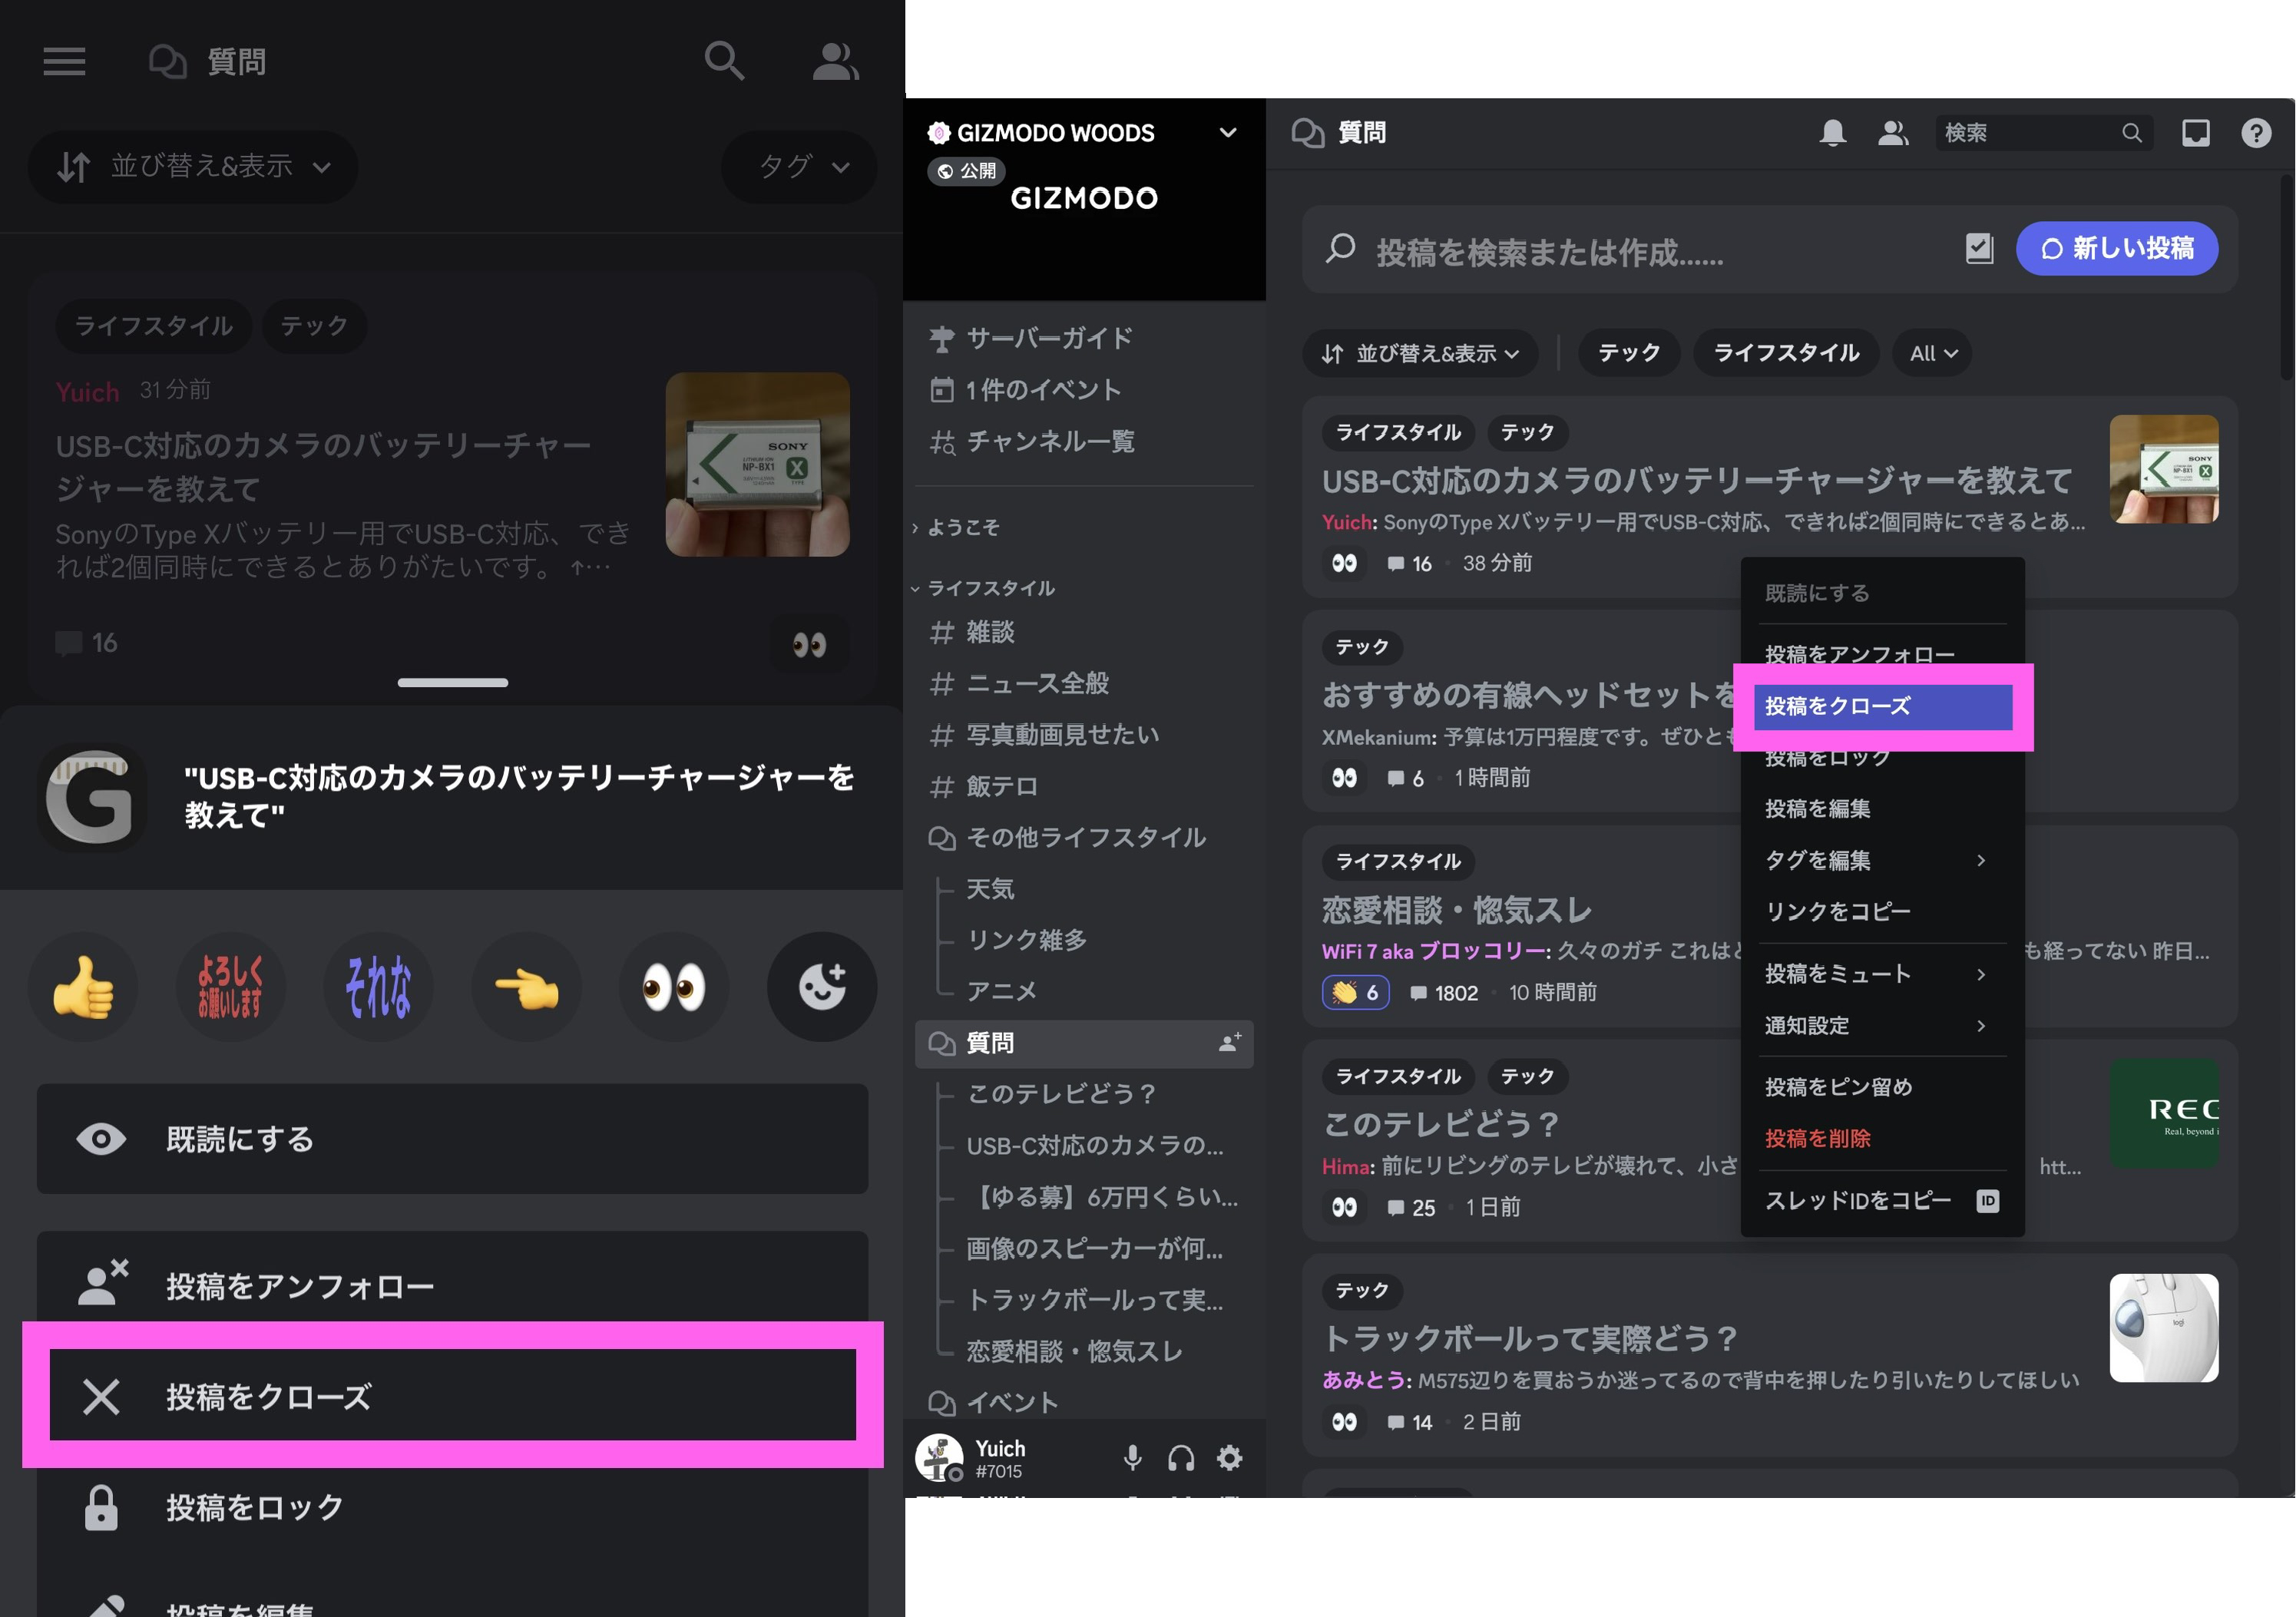 質問
並び替え&表示
タグ
ライフスタイル
テック
Yuich 31分前
USB-C対応のカメラのバッテリーチャー
ジャーを教えて
SonyのType Xバッテリー用でUSB-C対応、でき
れば2個同時にできるとありがたいです。 ↑…
16
SONY
NP-BX1
X
TYPE
"USB-C対応のカメラのバッテリーチャージャーを
教えて"
よろしく
お願いします
それな
既読にする
投稿をアンフォロー
投稿をクローズ
投稿をロック
投稿を編集
GIZMODO WOODS
公開
GIZMODO
サーバーガイド
1件のイベント
チャンネル一覧
ようこそ
ライフスタイル
雑談
ニュース全般
写真動画見せたい
飯テロ
その他ライフスタイル
天気
リンク雑多
アニメ
質問
このテレビどう？
USB-C対応のカメラの...
【ゆる募】6万円くらい...
画像のスピーカーが何...
トラックボールって実...
恋愛相談・惚気スレ
イベント
Yuich
#7015
質問
検索
投稿を検索または作成......
新しい投稿
並び替え&表示
テック
ライフスタイル
All
ライフスタイル
テック
USB-C対応のカメラのバッテリーチャージャーを教えて
Yuich: SonyのType Xバッテリー用でUSB-C対応、できれば2個同時にできるとあ...
16 • 38 分前
SONY
NP-BX1
X
テック
おすすめの有線ヘッドセットを
XMekanium: 予算は1万円程度です。ぜひとも
6 • 1 時間前
ライフスタイル
恋愛相談・惚気スレ
WiFi 7 aka ブロッコリー: 久々のガチ これはと
も経ってない 昨日...
6
1802 • 10 時間前
ライフスタイル
テック
このテレビどう？
Hima: 前にリビングのテレビが壊れて、小さ
htt...
25 • 1 日前
REG
Real, beyond i
テック
トラックボールって実際どう？
あみとう: M575辺りを買おうか迷ってるので背中を押したり引いたりしてほしい
14 • 2 日前
logi
既読にする
投稿をアンフォロー
投稿をクローズ
投稿をロック
投稿を編集
タグを編集
リンクをコピー
投稿をミュート
通知設定
投稿をピン留め
投稿を削除
スレッドIDをコピー
ID